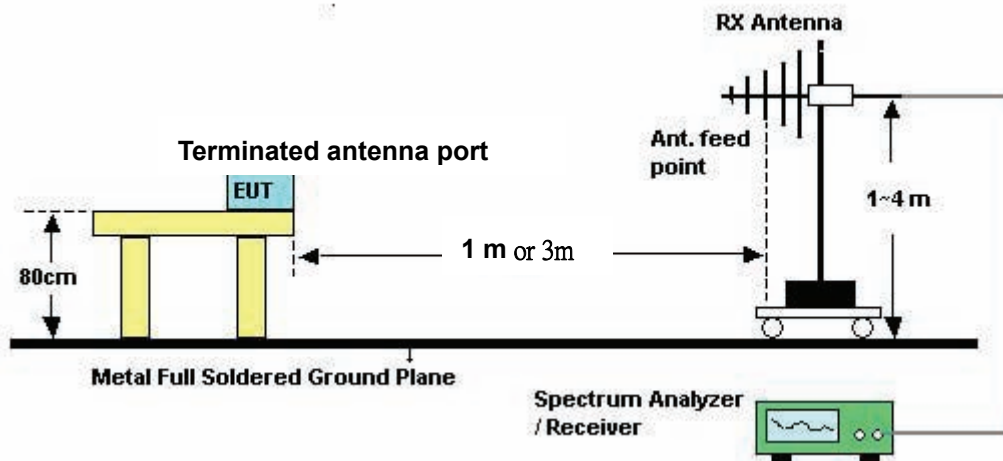 RX Antenna
Terminated antenna port
Ant. feed
point
EUT
1~4 m
1 m or 3m
80cm
Metal Full Soldered Ground Plane
Spectrum Analyzer
/ Receiver